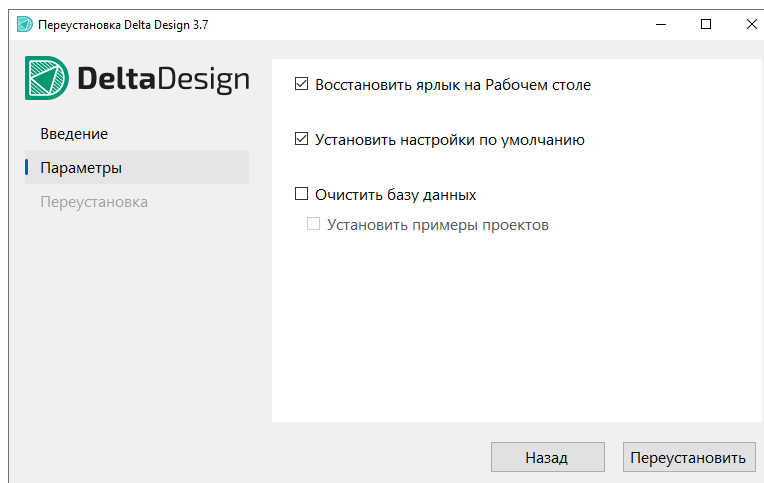 Переустановка Delta Design 3.7
DeltaDesign
Введение
Параметры
Переустановка
Восстановить ярлык на Рабочем столе
Установить настройки по умолчанию
Очистить базу данных
Установить примеры проектов
Назад
Переустановить